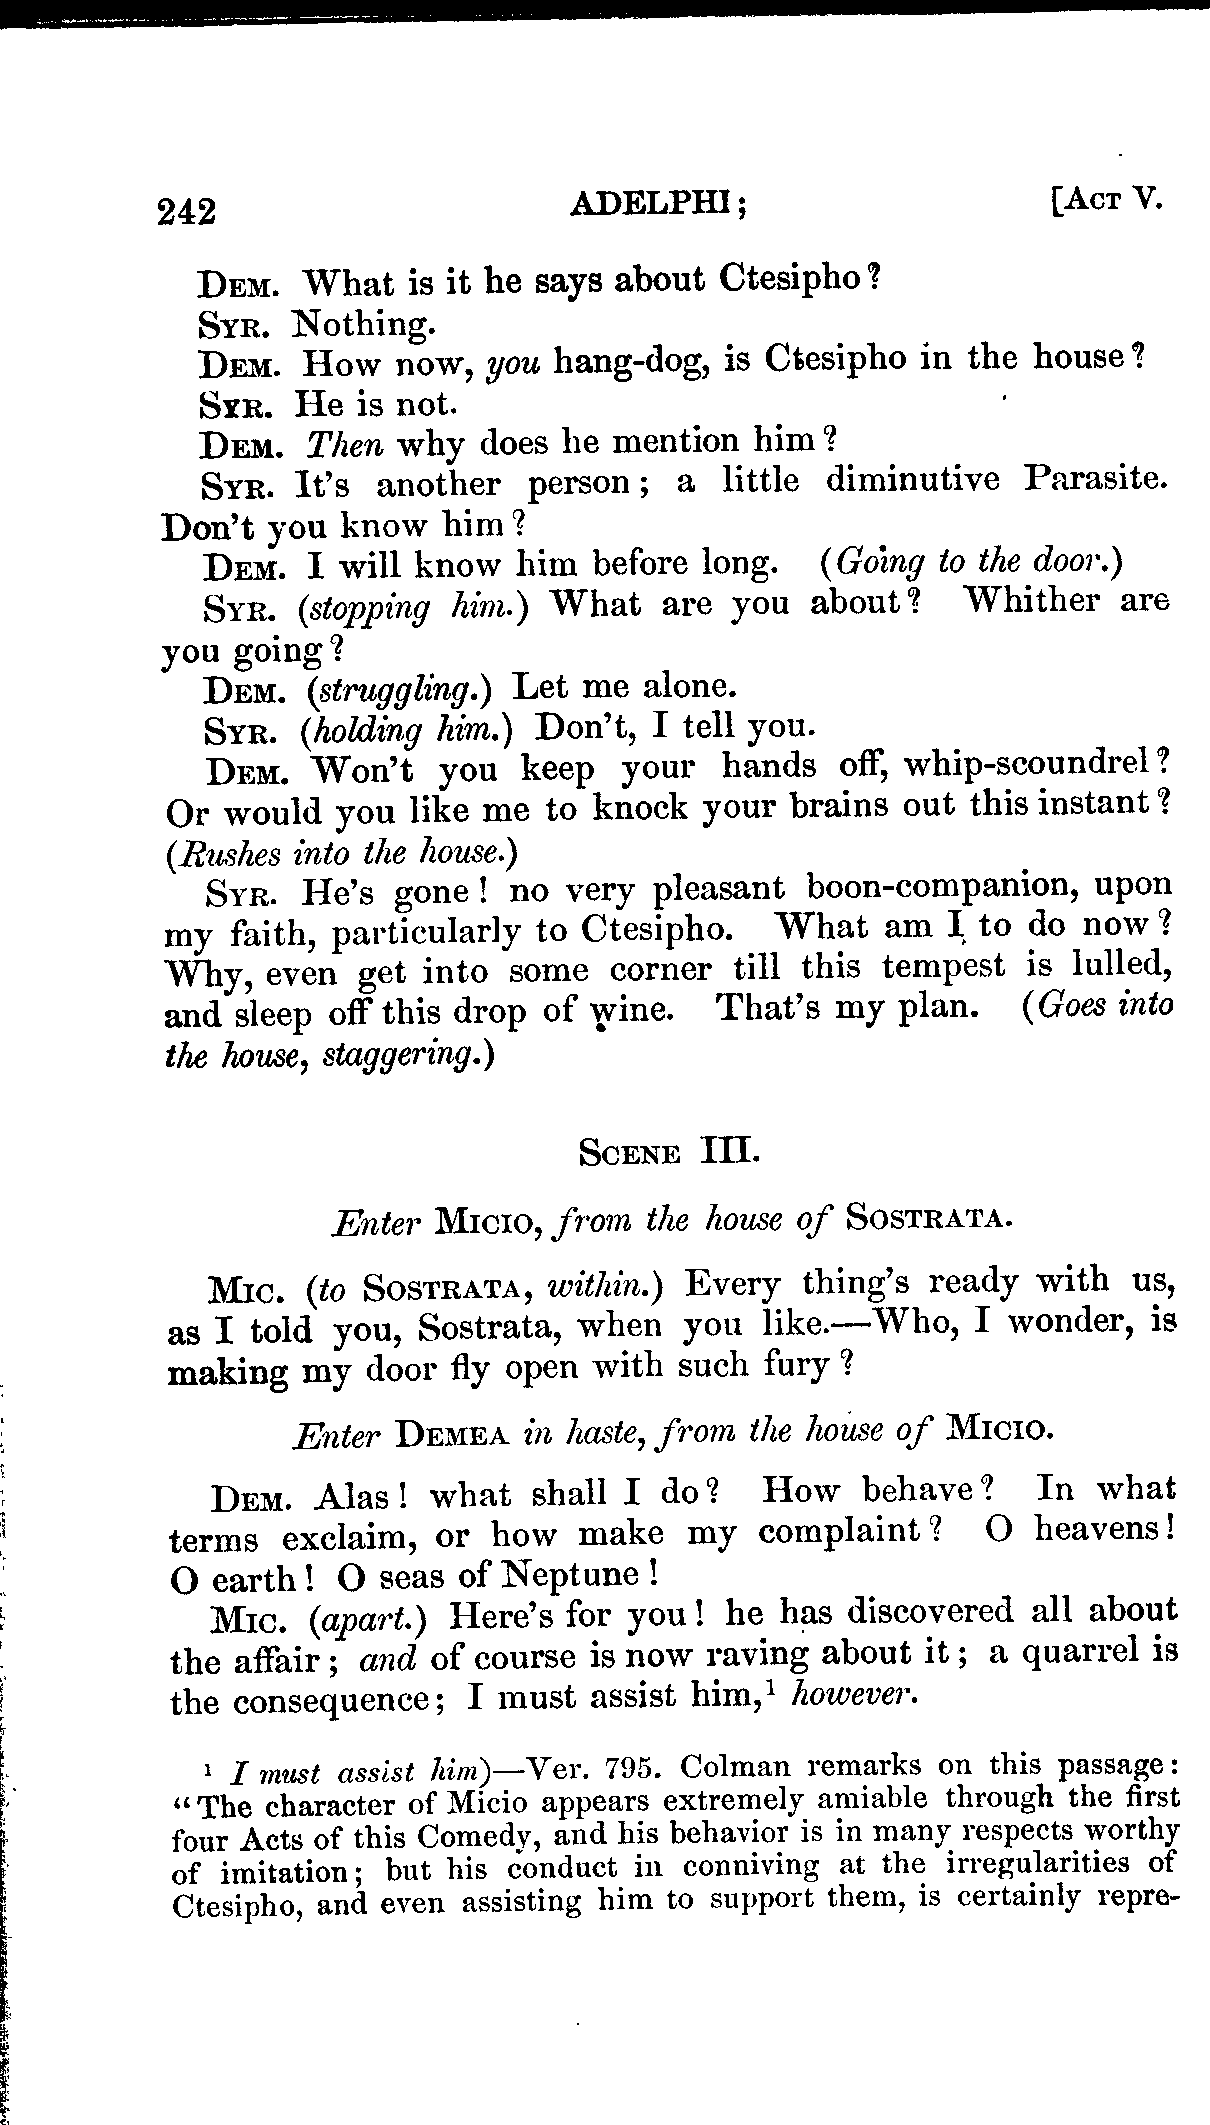 242 ADELPHI; [ACT V.
DEM. What is it he says about Ctesipho?
SYR. Nothing.
DEM. How now, you hang-dog, is Ctesipho in the house?
SYR. He is not.
DEM. Then why does he mention him?
SYR. It's another person; a little diminutive Parasite.
Don't you know him?
DEM. I will know him before long. (Going to the door.)
SYR. (stopping him.) What are you about? Whither are
you going?
DEM. (struggling.) Let me alone.
SYR. (holding him.) Don't, I tell you.
DEM. Won't you keep your hands off, whip-scoundrel?
Or would you like me to knock your brains out this instant?
(Rushes into the house.)
SYR. He's gone! no very pleasant boon-companion, upon
my faith, particularly to Ctesipho. What am I to do now?
Why, even get into some corner till this tempest is lulled,
and sleep off this drop of wine. That's my plan. (Goes into
the house, staggering.)
SCENE III.
Enter MICIO, from the house of SOSTRATA.
MIC. (to SOSTRATA, within.) Every thing's ready with us,
as I told you, Sostrata, when you like.—Who, I wonder, is
making my door fly open with such fury?
Enter DEMEA in haste, from the house of MICIO.
DEM. Alas! what shall I do? How behave? In what
terms exclaim, or how make my complaint? O heavens!
O earth! O seas of Neptune!
MIC. (apart.) Here's for you! he has discovered all about
the affair; and of course is now raving about it; a quarrel is
the consequence; I must assist him,¹ however.
¹ I must assist him)—Ver. 795. Colman remarks on this passage:
"The character of Micio appears extremely amiable through the first
four Acts of this Comedy, and his behavior is in many respects worthy
of imitation; but his conduct in conniving at the irregularities of
Ctesipho, and even assisting him to support them, is certainly repre-